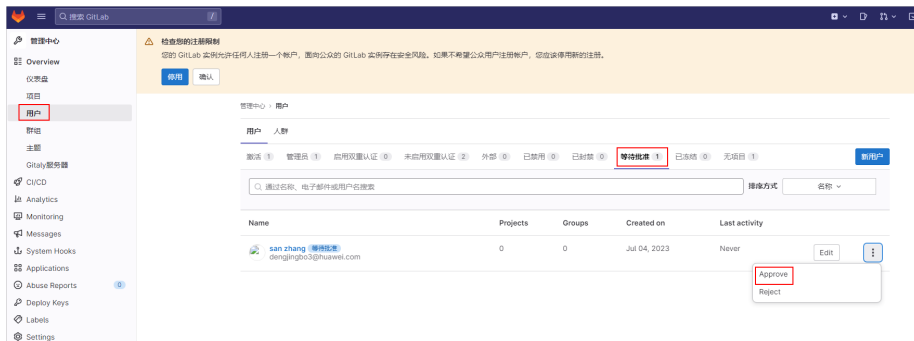 搜索 GitLab /
管理中心
Overview
仪表盘
项目
用户
群组
主题
Gitaly服务器
CI/CD
Analytics
Monitoring
Messages
System Hooks
Applications
Abuse Reports 0
Deploy Keys
Labels
Settings
检查您的注册限制
您的 GitLab 实例允许任何人注册一个帐户，面向公众的 GitLab 实例存在安全风险。如果不希望公众用户注册帐户，您应该停用新的注册。
停用 确认
管理中心 › 用户
用户 人群
激活 1 管理员 1 启用双重认证 0 未启用双重认证 2 外部 0 已禁用 0 已封禁 0 等待批准 1 已冻结 0 无项目 1 新用户
通过名称、电子邮件或用户名搜索 排序方式 名称
Name Projects Groups Created on Last activity
san zhang 等待批准 0 0 Jul 04, 2023 Never Edit
dengjingbo3@huawei.com
Approve
Reject